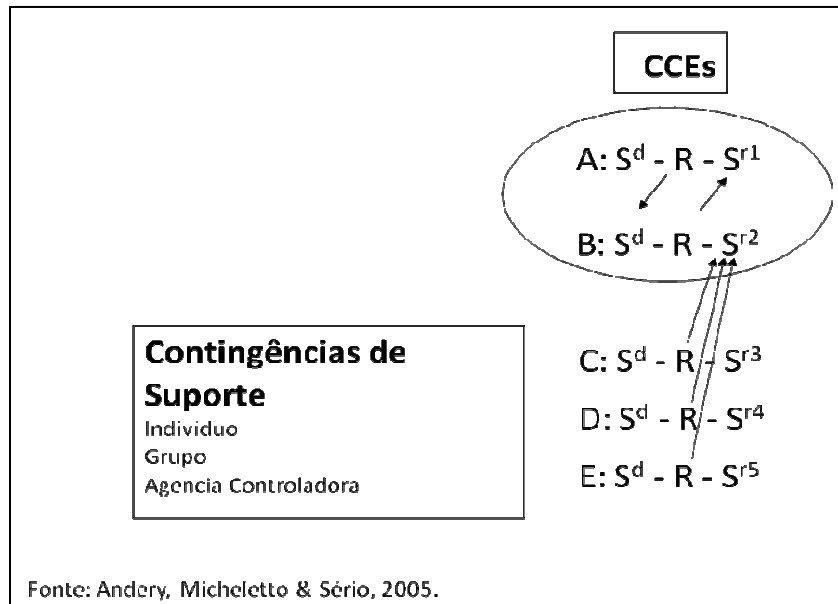 CCEs
A: Sᵈ - R - Sʳ¹
B: Sᵈ - R - Sʳ²
Contingências de
Suporte
Individuo
Grupo
Agencia Controladora
C: Sᵈ - R - Sʳ³
D: Sᵈ - R - Sʳ⁴
E: Sᵈ - R - Sʳ⁵
Fonte: Andery, Micheletto & Sério, 2005.